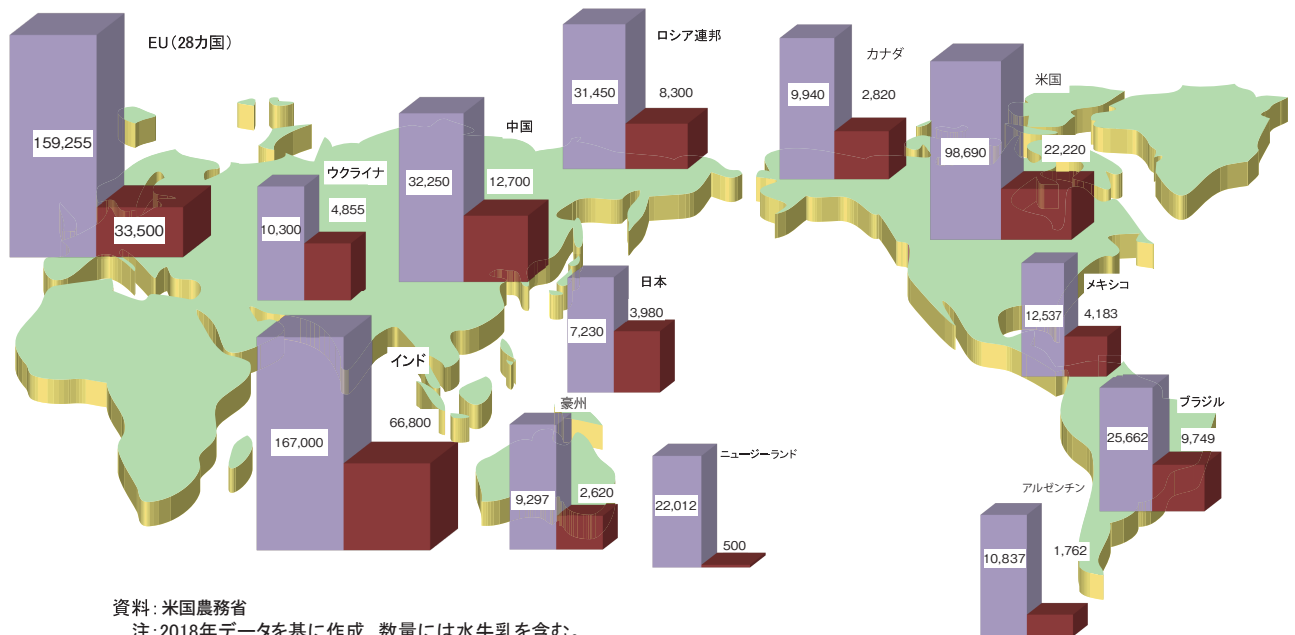 EU（28カ国）
159,255
33,500
ウクライナ
10,300
4,855
中国
32,250
12,700
ロシア連邦
31,450
8,300
カナダ
9,940
2,820
米国
98,690
22,220
日本
7,230
3,980
メキシコ
12,537
4,183
インド
167,000
66,800
豪州
9,297
2,620
ニュージーランド
22,012
500
ブラジル
25,662
9,749
アルゼンチン
10,837
1,762
資料：米国農務省
注：2018年データを基に作成。数量には水牛乳を含む。